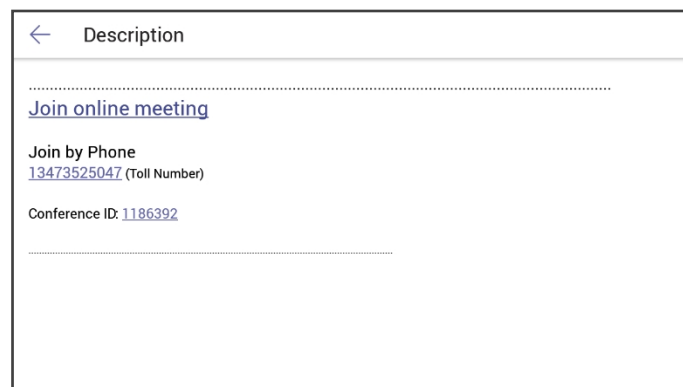 Description
Join online meeting
Join by Phone
13473525047 (Toll Number)
Conference ID: 1186392